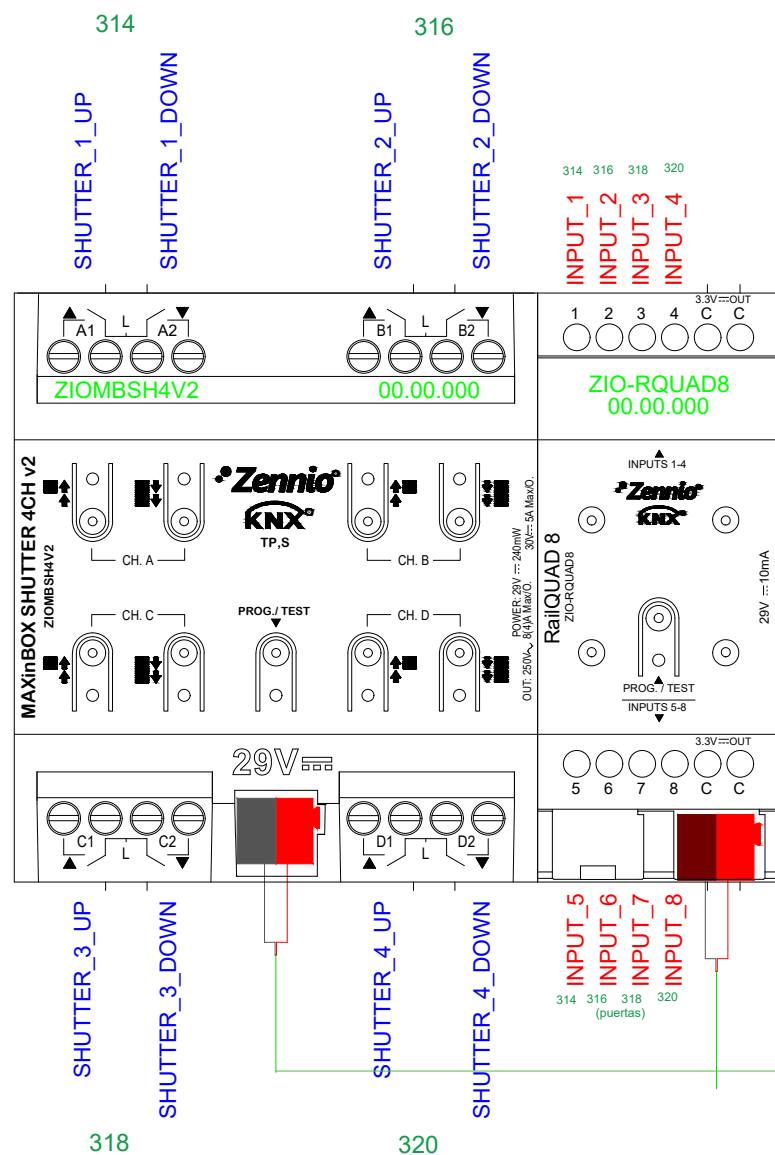 314
316
SHUTTER_1_UP
SHUTTER_1_DOWN
SHUTTER_2_UP
SHUTTER_2_DOWN
314 316 318 320
INPUT_1
INPUT_2
INPUT_3
INPUT_4
3.3V OUT
A1 L A2
B1 L B2
1 2 3 4 C C
ZIOMBSH4V2
00.00.000
ZIO-RQUAD8
00.00.000
MAXinBOX SHUTTER 4CH v2
ZIOMBSH4V2
Zennio
KNX
TP,S
CH. A
CH. B
CH. C
CH. D
PROG./ TEST
POWER: 29V 240mW
OUT: 250V 8(4)A Max/O. 30V 5A Max/O.
RailQUAD 8
ZIO-RQUAD8
INPUTS 1-4
Zennio
KNX
29V 10mA
PROG. / TEST
INPUTS 5-8
29V
3.3V OUT
5 6 7 8 C C
C1 L C2
D1 L D2
SHUTTER_3_UP
SHUTTER_3_DOWN
SHUTTER_4_UP
SHUTTER_4_DOWN
INPUT_5
INPUT_6
INPUT_7
INPUT_8
314 316 318 320
(puertas)
318
320